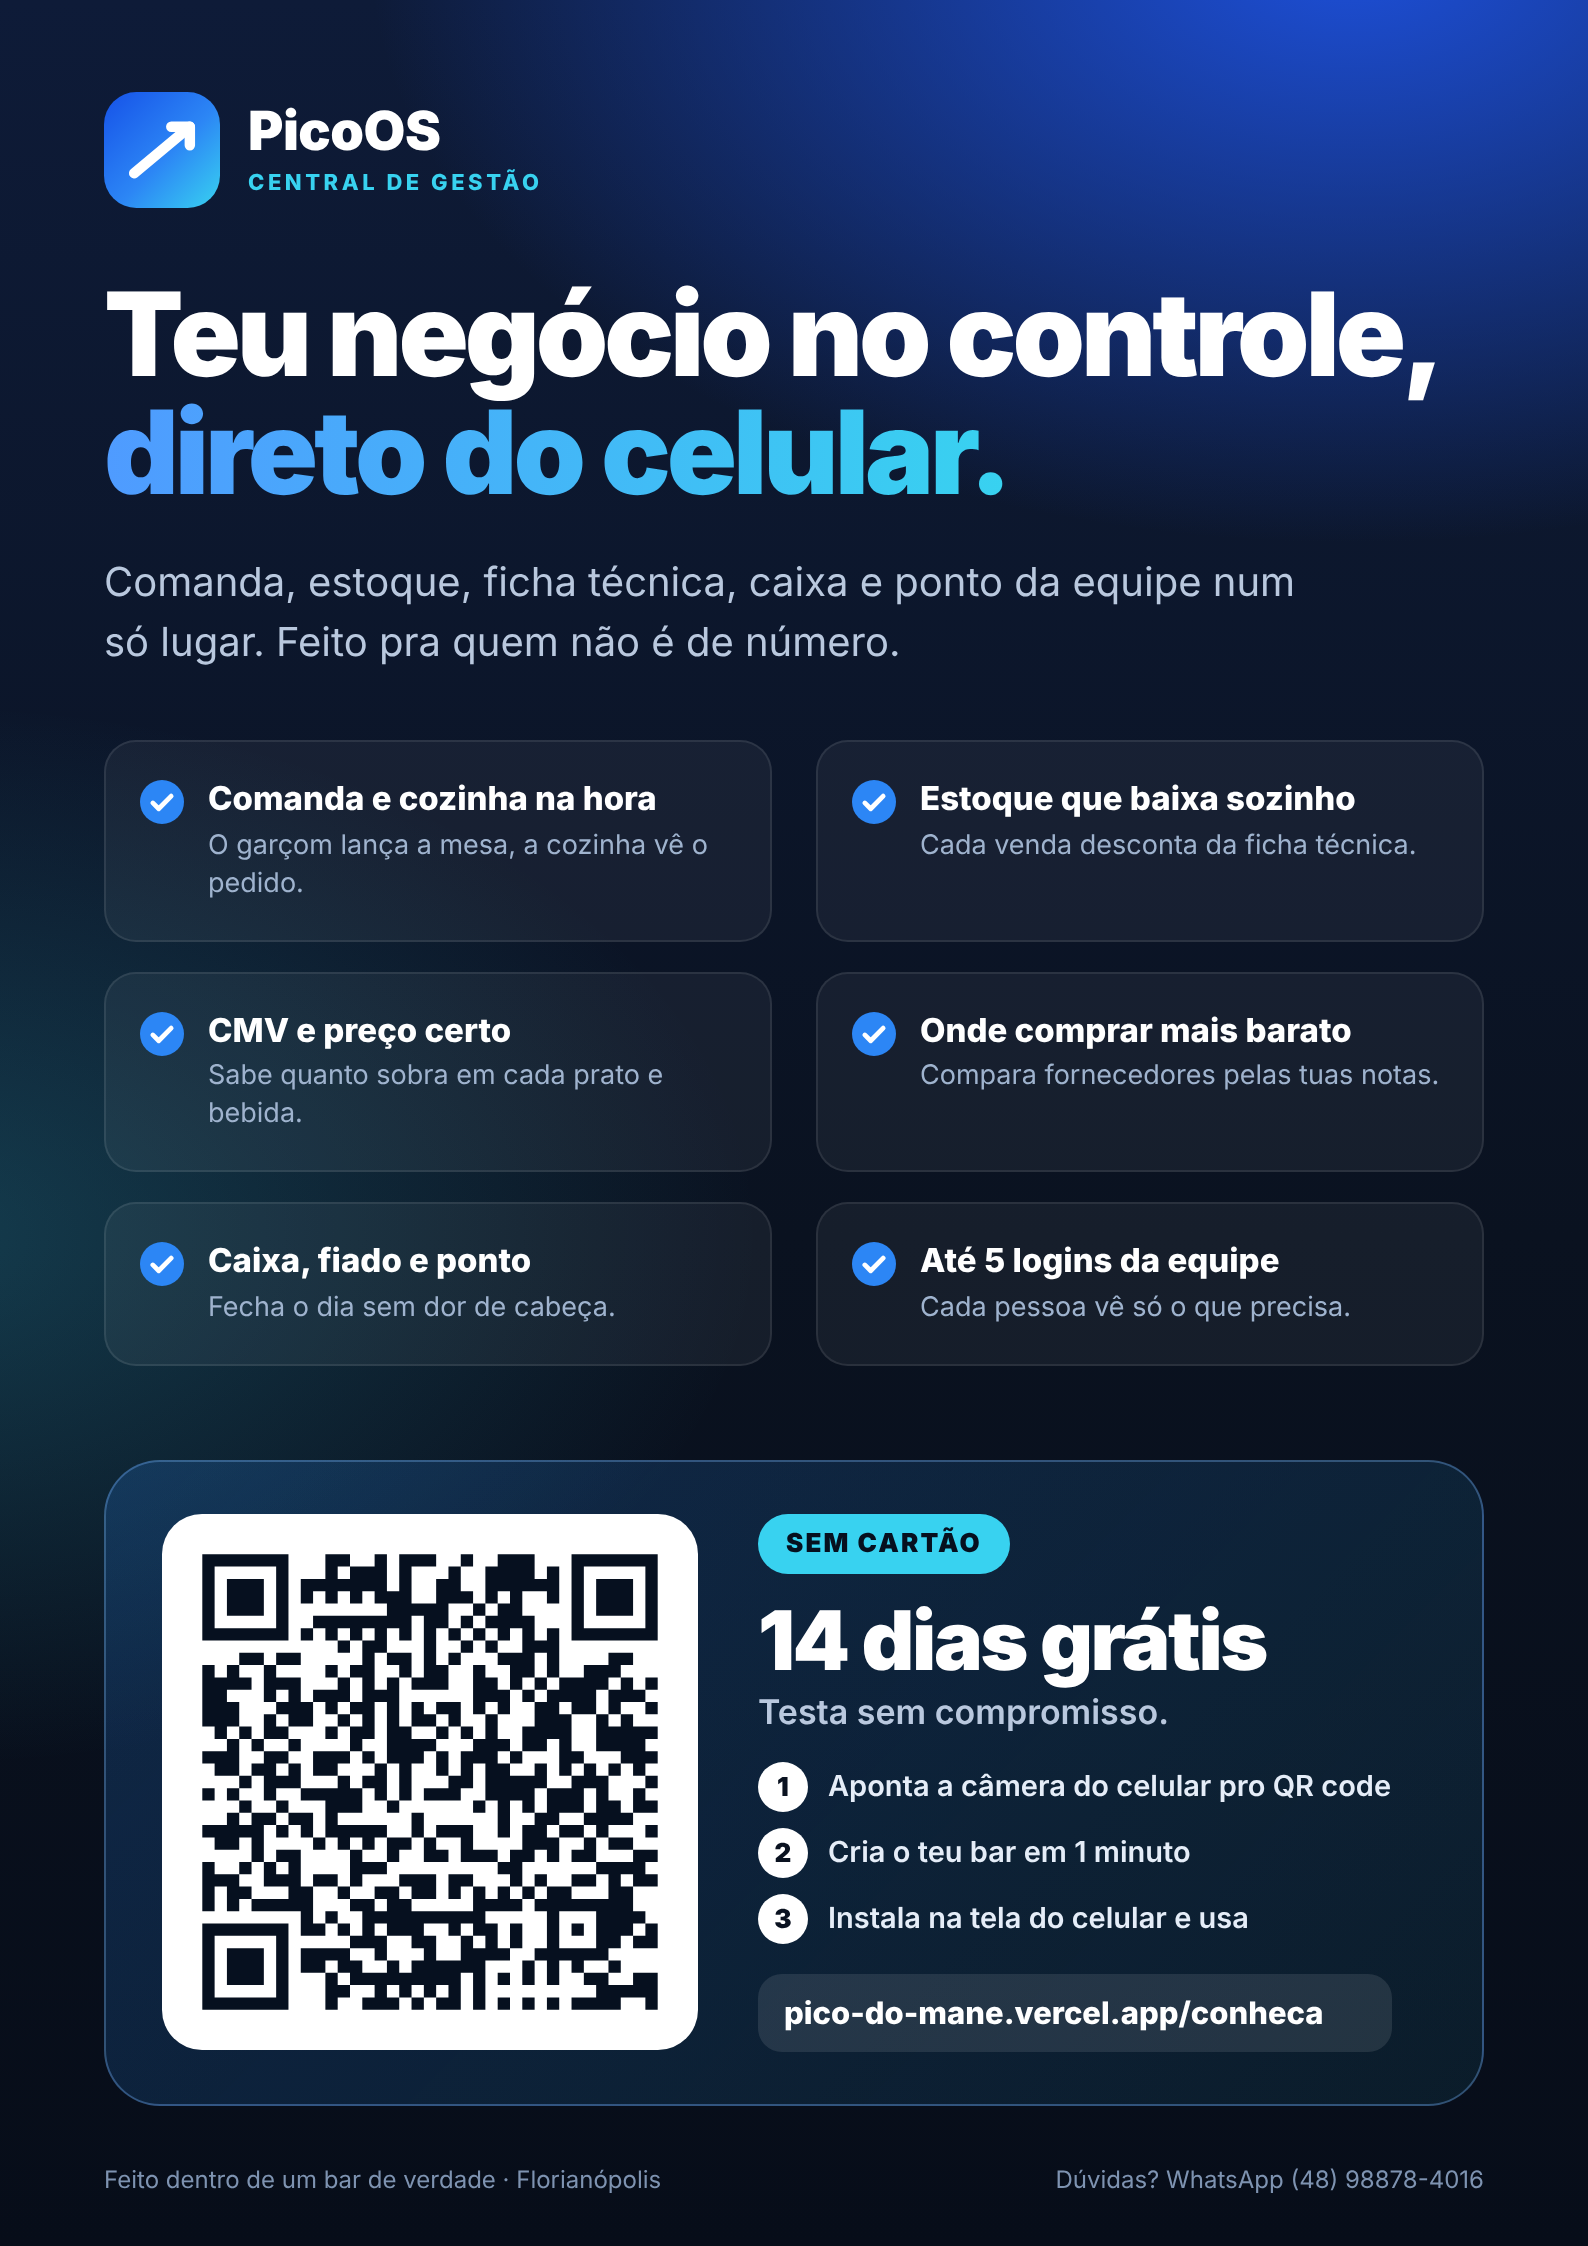 PicoOS
CENTRAL DE GESTÃO
Teu negócio no controle,
direto do celular.
Comanda, estoque, ficha técnica, caixa e ponto da equipe num
só lugar. Feito pra quem não é de número.
Comanda e cozinha na hora
O garçom lança a mesa, a cozinha vê o
pedido.
Estoque que baixa sozinho
Cada venda desconta da ficha técnica.
CMV e preço certo
Sabe quanto sobra em cada prato e
bebida.
Onde comprar mais barato
Compara fornecedores pelas tuas notas.
Caixa, fiado e ponto
Fecha o dia sem dor de cabeça.
Até 5 logins da equipe
Cada pessoa vê só o que precisa.
SEM CARTÃO
14 dias grátis
Testa sem compromisso.
1 Aponta a câmera do celular pro QR code
2 Cria o teu bar em 1 minuto
3 Instala na tela do celular e usa
pico-do-mane.vercel.app/conheca
Feito dentro de um bar de verdade · Florianópolis
Dúvidas? WhatsApp (48) 98878-4016